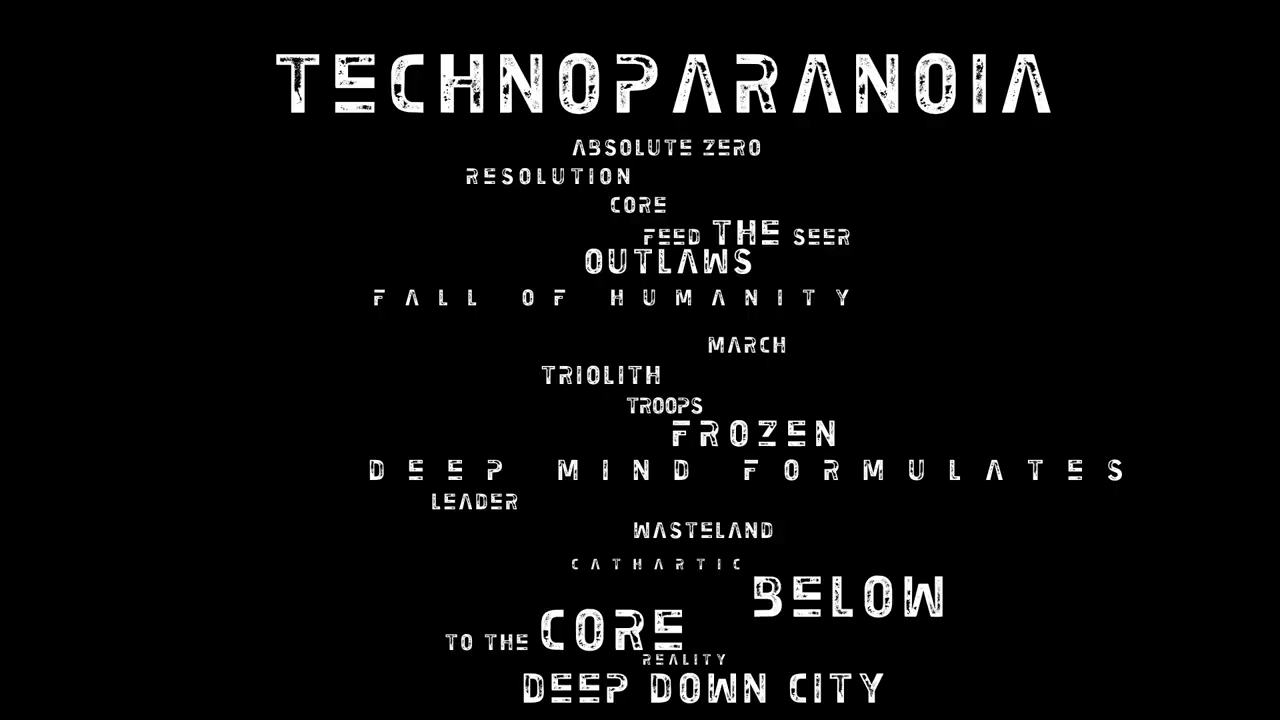 TECHNOPARANOIA
ABSOLUTE ZERO
RESOLUTION
CORE
FEED THE SEER
OUTLAWS
FALL OF HUMANITY
MARCH
TRIOLITH
TROOPS
FROZEN
DEEP MIND FORMULATES
LEADER
WASTELAND
CATHARTIC
BELOW
TO THE CORE
REALITY
DEEP DOWN CITY